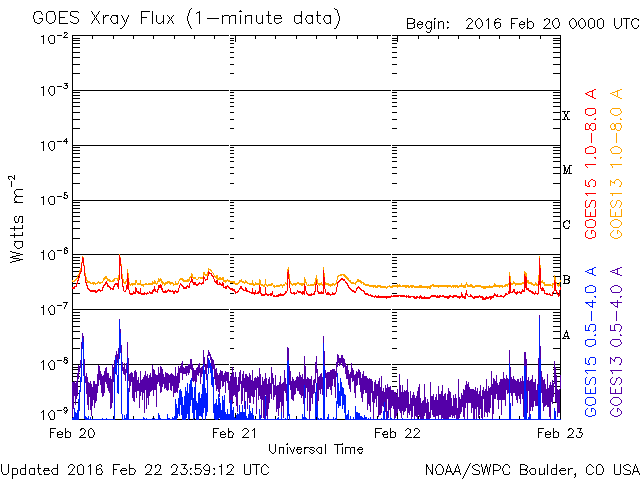 GOES Xray Flux (1-minute data)
Begin: 2016 Feb 20 0000 UTC
10-2
10-3
10-4
10-5
10-6
10-7
10-8
10-9
Watts m-2
X
M
C
B
A
GOES15 1.0-8.0 A
GOES13 1.0-8.0 A
GOES15 0.5-4.0 A
GOES13 0.5-4.0 A
Feb 20
Feb 21
Feb 22
Feb 23
Universal Time
Updated 2016 Feb 22 23:59:12 UTC
NOAA/SWPC Boulder, CO USA